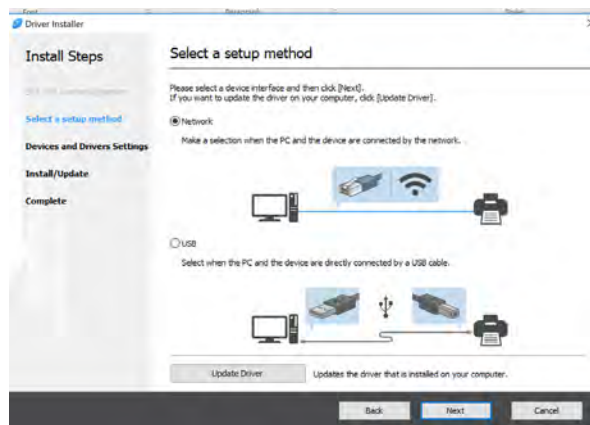 Driver Installer
Install Steps
Select a setup method
Devices and Drivers Settings
Install/Update
Complete
Select a setup method
Please select a device interface and then click [Next].
If you want to update the driver on your computer, click [Update Driver].
Network
Make a selection when the PC and the device are connected by the network.
USB
Select when the PC and the device are directly connected by a USB cable.
Update Driver
Updates the driver that is installed on your computer.
Back
Next
Cancel